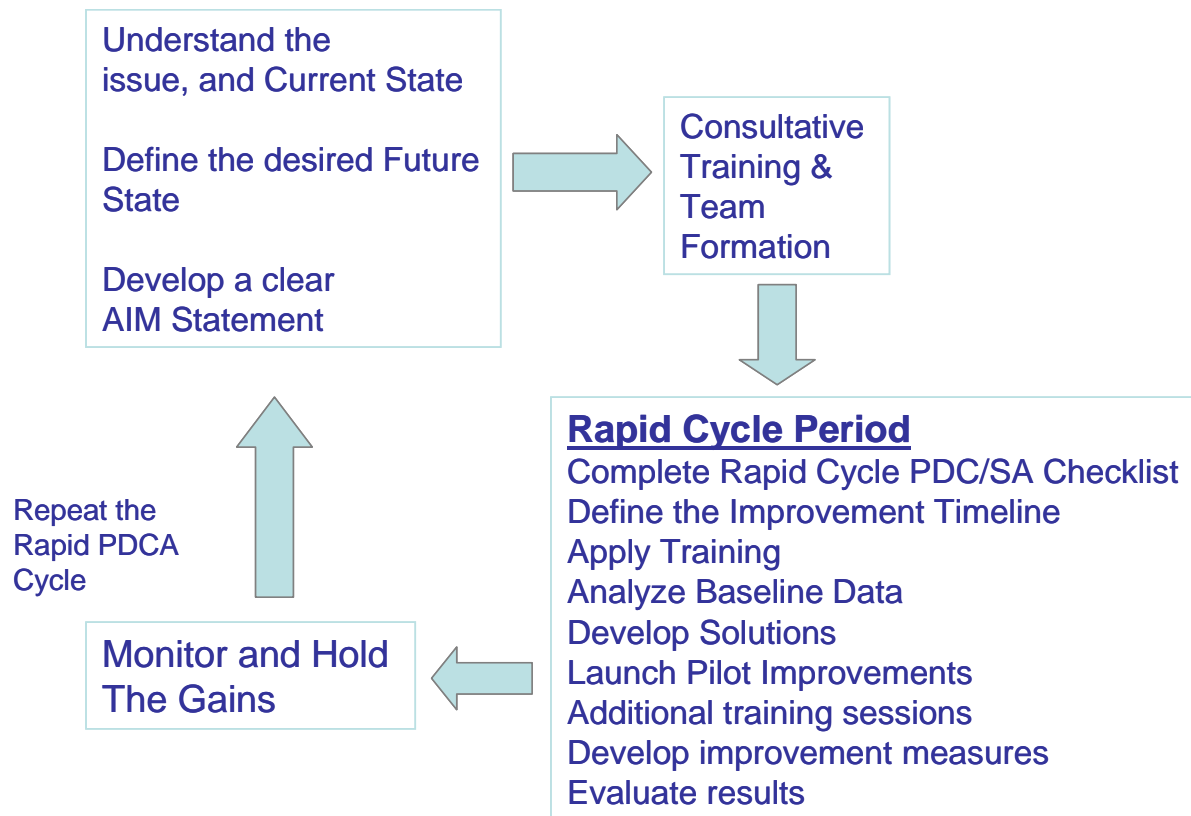 Understand the
issue, and Current State
Define the desired Future
State
Develop a clear
AIM Statement
Consultative
Training &
Team
Formation
Rapid Cycle Period
Complete Rapid Cycle PDC/SA Checklist
Define the Improvement Timeline
Apply Training
Analyze Baseline Data
Develop Solutions
Launch Pilot Improvements
Additional training sessions
Develop improvement measures
Evaluate results
Monitor and Hold
The Gains
Repeat the
Rapid PDCA
Cycle